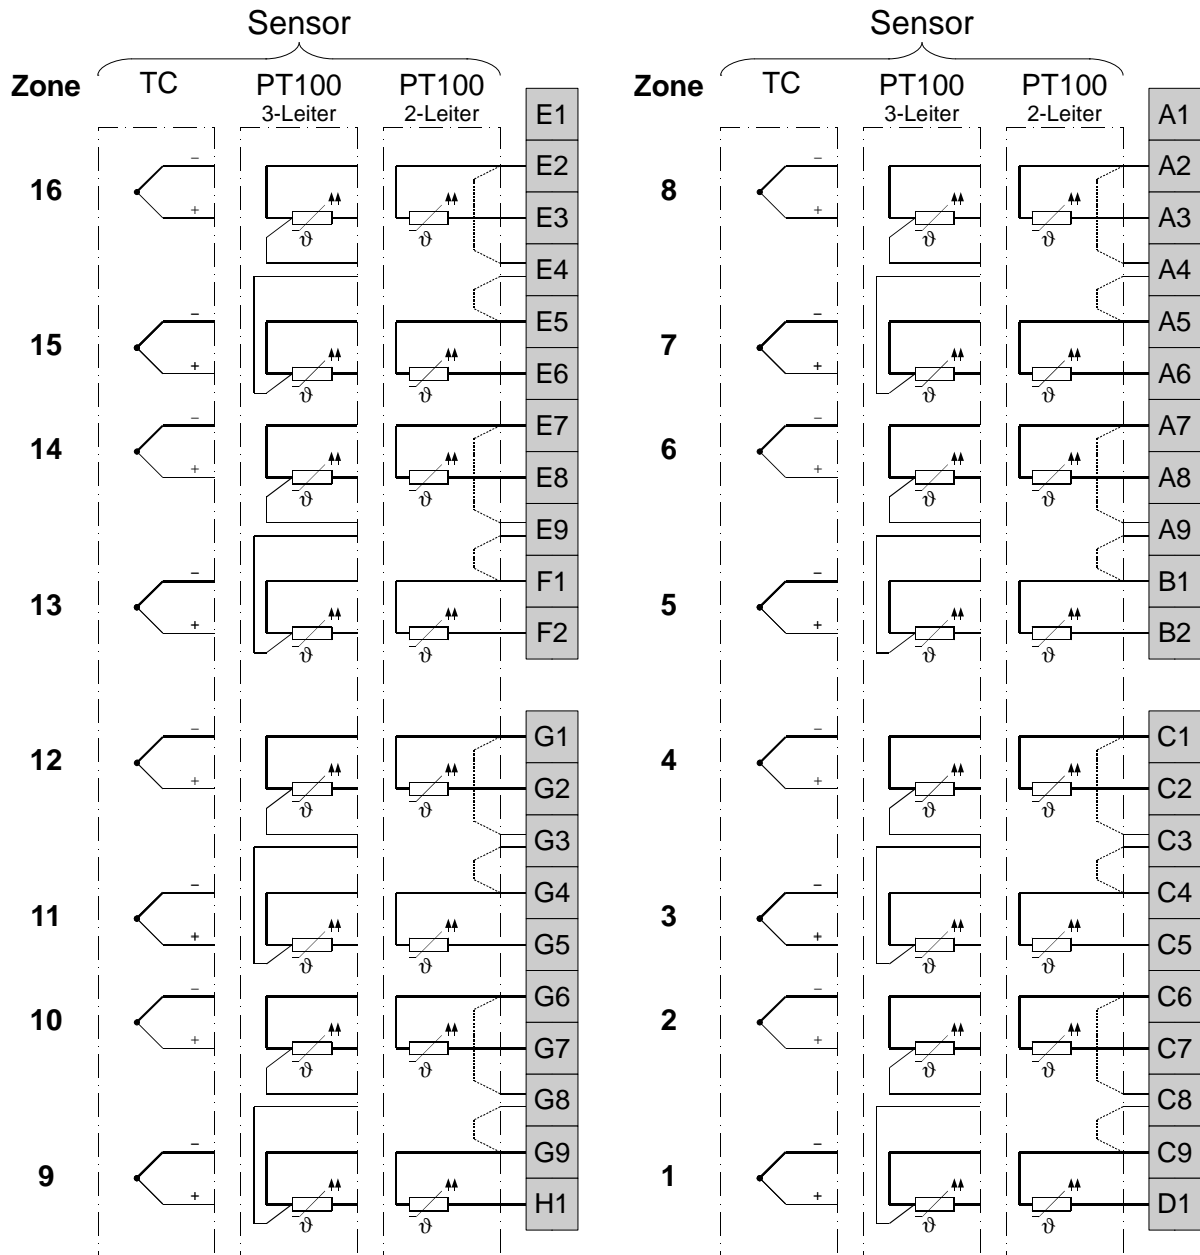 Sensor
Zone TC PT100 PT100
3-Leiter 2-Leiter
E1
16 − + ϑ ϑ E2
E3
E4
15 − + ϑ ϑ E5
E6
14 − + ϑ ϑ E7
E8
E9
13 − + ϑ ϑ F1
F2
12 − + ϑ ϑ G1
G2
G3
11 − + ϑ ϑ G4
G5
10 − + ϑ ϑ G6
G7
G8
9 − + ϑ ϑ G9
H1
Sensor
Zone TC PT100 PT100
3-Leiter 2-Leiter
A1
8 − + ϑ ϑ A2
A3
A4
7 − + ϑ ϑ A5
A6
6 − + ϑ ϑ A7
A8
A9
5 − + ϑ ϑ B1
B2
4 − + ϑ ϑ C1
C2
C3
3 − + ϑ ϑ C4
C5
2 − + ϑ ϑ C6
C7
C8
1 − + ϑ ϑ C9
D1